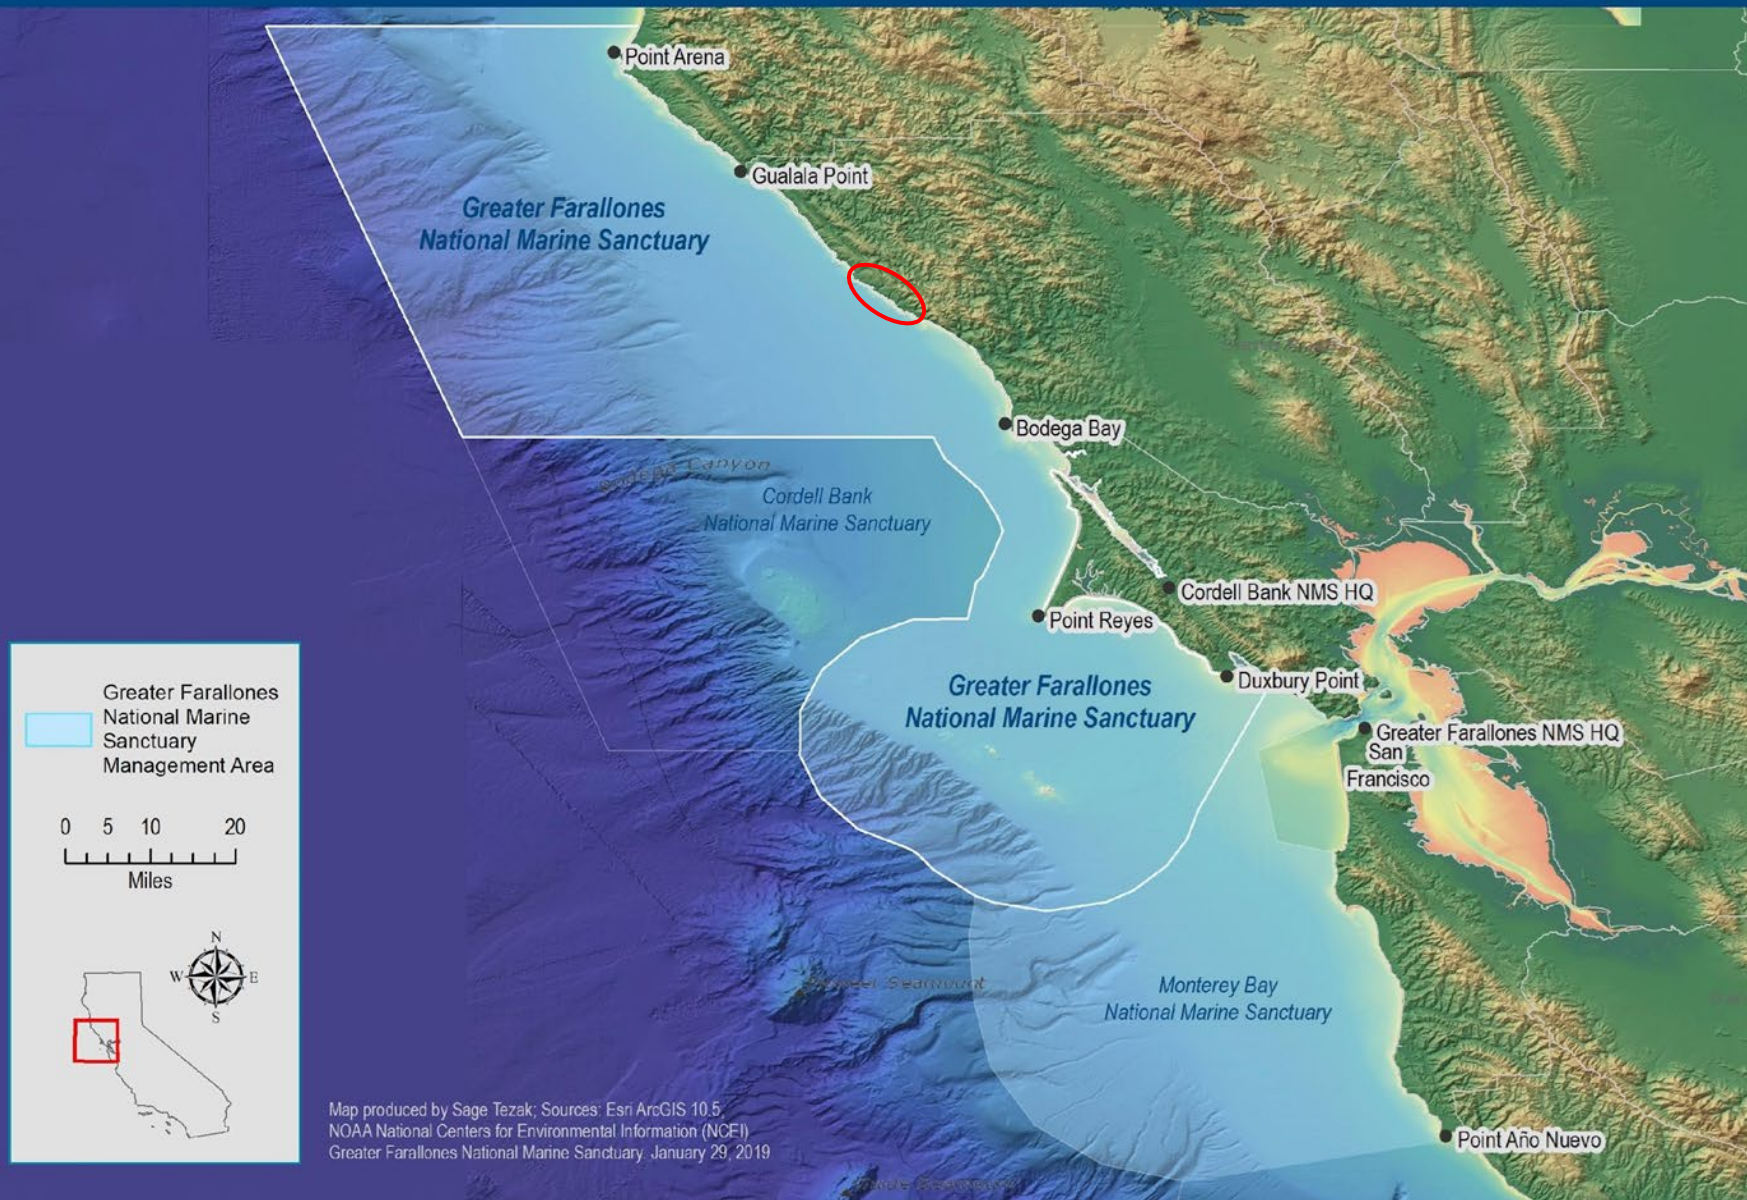 Point Arena
Gualala Point
Greater Farallones
National Marine Sanctuary
Bodega Bay
Bodega Canyon
Cordell Bank
National Marine Sanctuary
Cordell Bank NMS HQ
Point Reyes
Duxbury Point
Greater Farallones
National Marine Sanctuary
Greater Farallones NMS HQ
San
Francisco
Greater Farallones
National Marine
Sanctuary
Management Area
0 5 10 20
Miles
N
W E
S
Seamount
Monterey Bay
National Marine Sanctuary
Point Año Nuevo
Map produced by Sage Tezak; Sources: Esri ArcGIS 10.5,
NOAA National Centers for Environmental Information (NCEI)
Greater Farallones National Marine Sanctuary. January 29, 2019